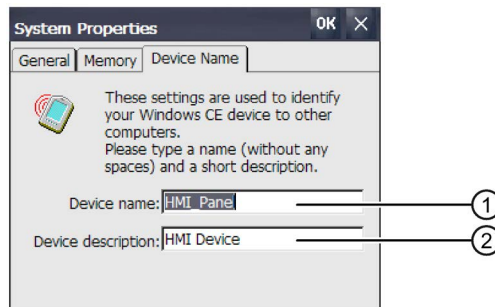 System Properties OK ×
General Memory Device Name
These settings are used to identify
your Windows CE device to other
computers.
Please type a name (without any
spaces) and a short description.
Device name: HMI_Panel 1
Device description: HMI Device 2